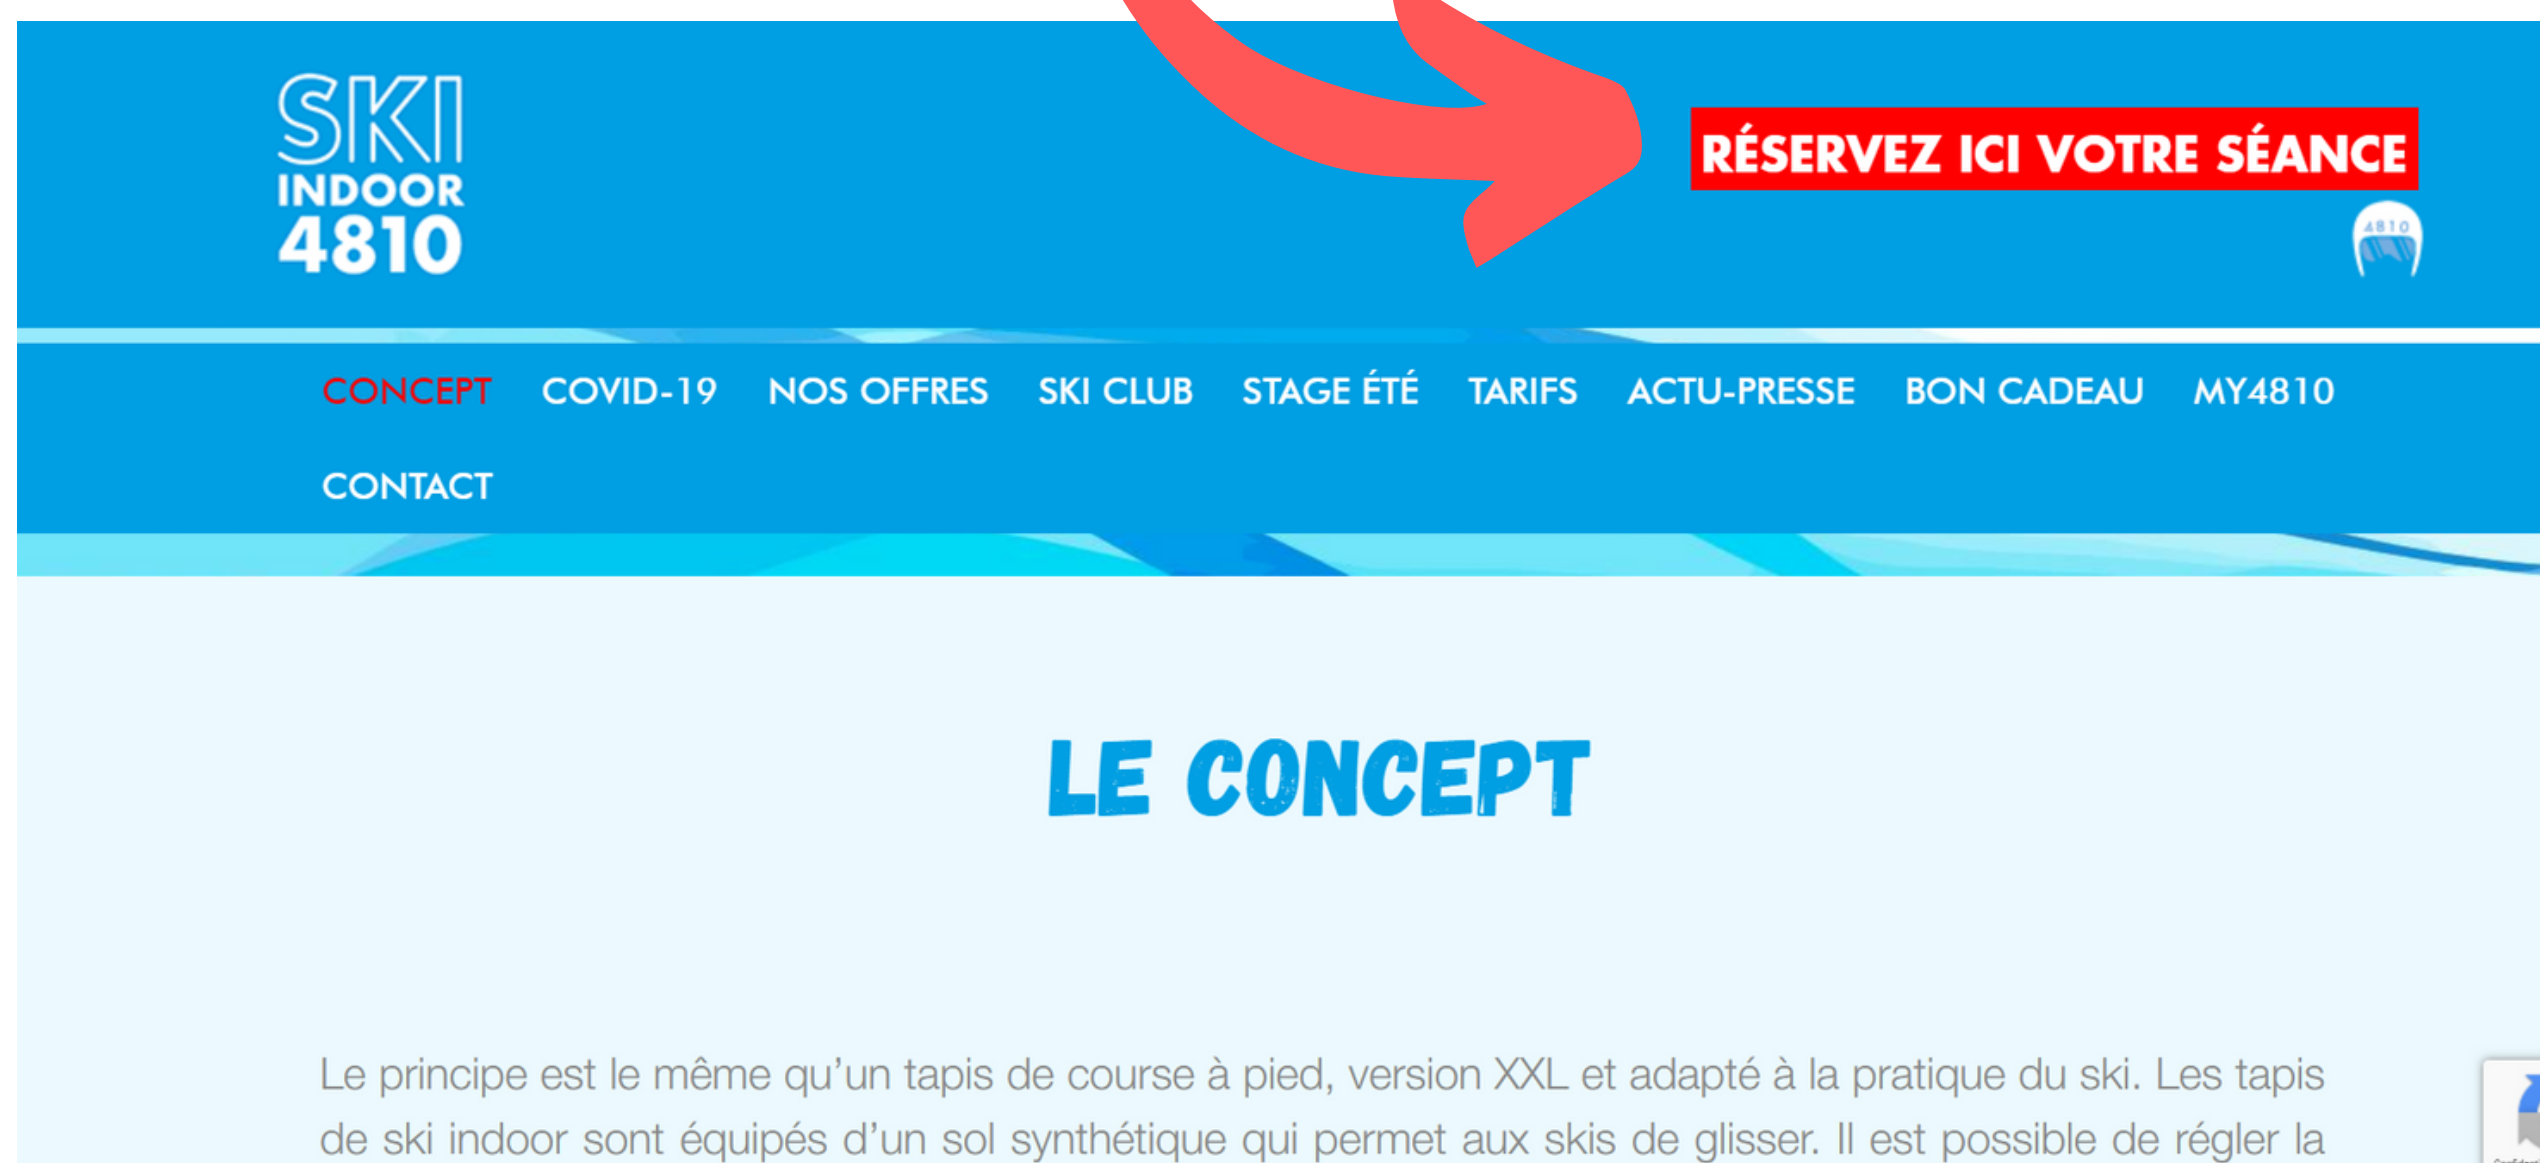 SKI
INDOOR
4810
RÉSERVEZ ICI VOTRE SÉANCE
4810
CONCEPT COVID-19 NOS OFFRES SKI CLUB STAGE ÉTÉ TARIFS ACTU-PRESSE BON CADEAU MY4810
CONTACT
LE CONCEPT
Le principe est le même qu'un tapis de course à pied, version XXL et adapté à la pratique du ski. Les tapis
de ski indoor sont équipés d'un sol synthétique qui permet aux skis de glisser. Il est possible de régler la